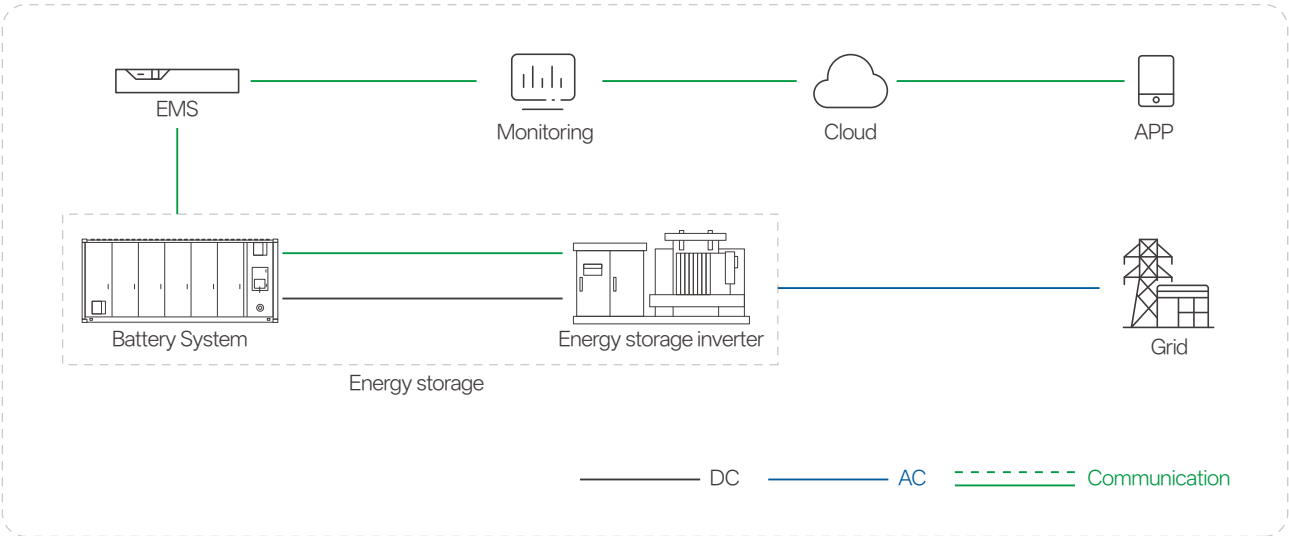 EMS
Monitoring
Cloud
APP
Battery System
Energy storage inverter
Grid
Energy storage
DC
AC
Communication